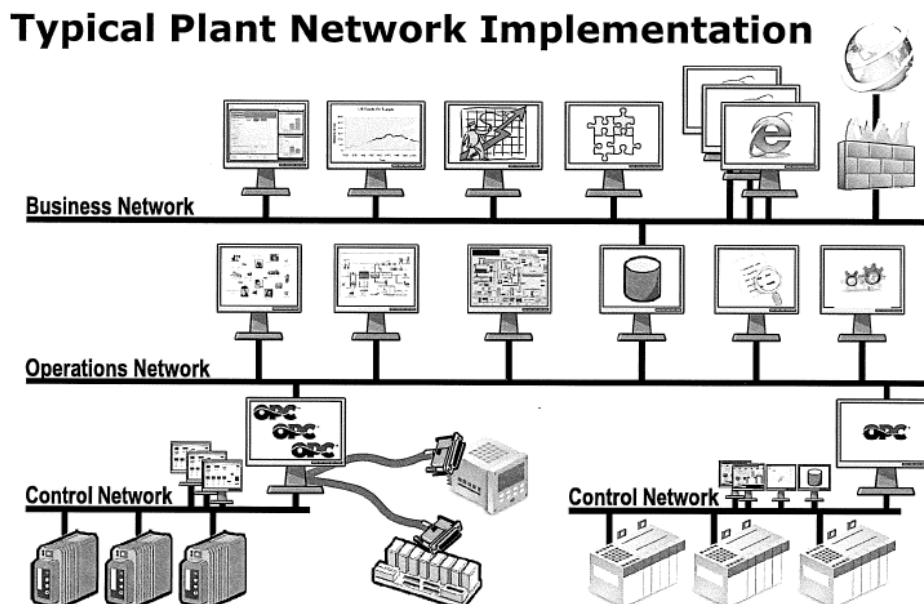 Typical Plant Network Implementation
Business Network
Operations Network
OPC
OPC
OPC
OPC
Control Network
Control Network